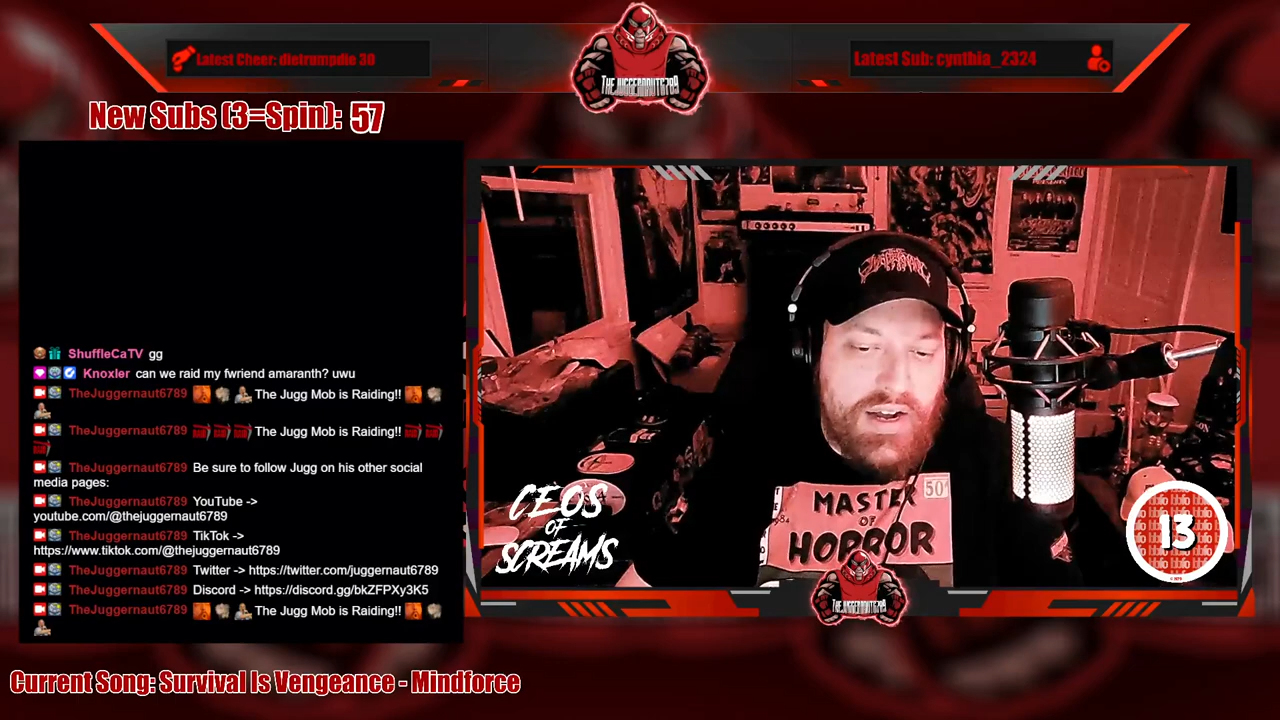 Latest Cheer: dietrumpdie 30
THEJUGGERNAUT6789
Latest Sub: cynthia_2324
New Subs (3=Spin): 57
ShuffleCaTV gg
Knoxler can we raid my fwriend amaranth? uwu
TheJuggernaut6789 The Jugg Mob is Raiding!!
TheJuggernaut6789 The Jugg Mob is Raiding!!
TheJuggernaut6789 Be sure to follow Jugg on his other social
media pages:
TheJuggernaut6789 YouTube ->
youtube.com/@thejuggernaut6789
TheJuggernaut6789 TikTok ->
https://www.tiktok.com/@thejuggernaut6789
TheJuggernaut6789 Twitter -> https://twitter.com/juggernaut6789
TheJuggernaut6789 Discord -> https://discord.gg/bkZFPXy3K5
TheJuggernaut6789 The Jugg Mob is Raiding!!
CEOS
OF
SCREAMS
MASTER
OF
HORROR
50¢
13
THEJUGGERNAUT6789
Current Song: Survival Is Vengeance - Mindforce